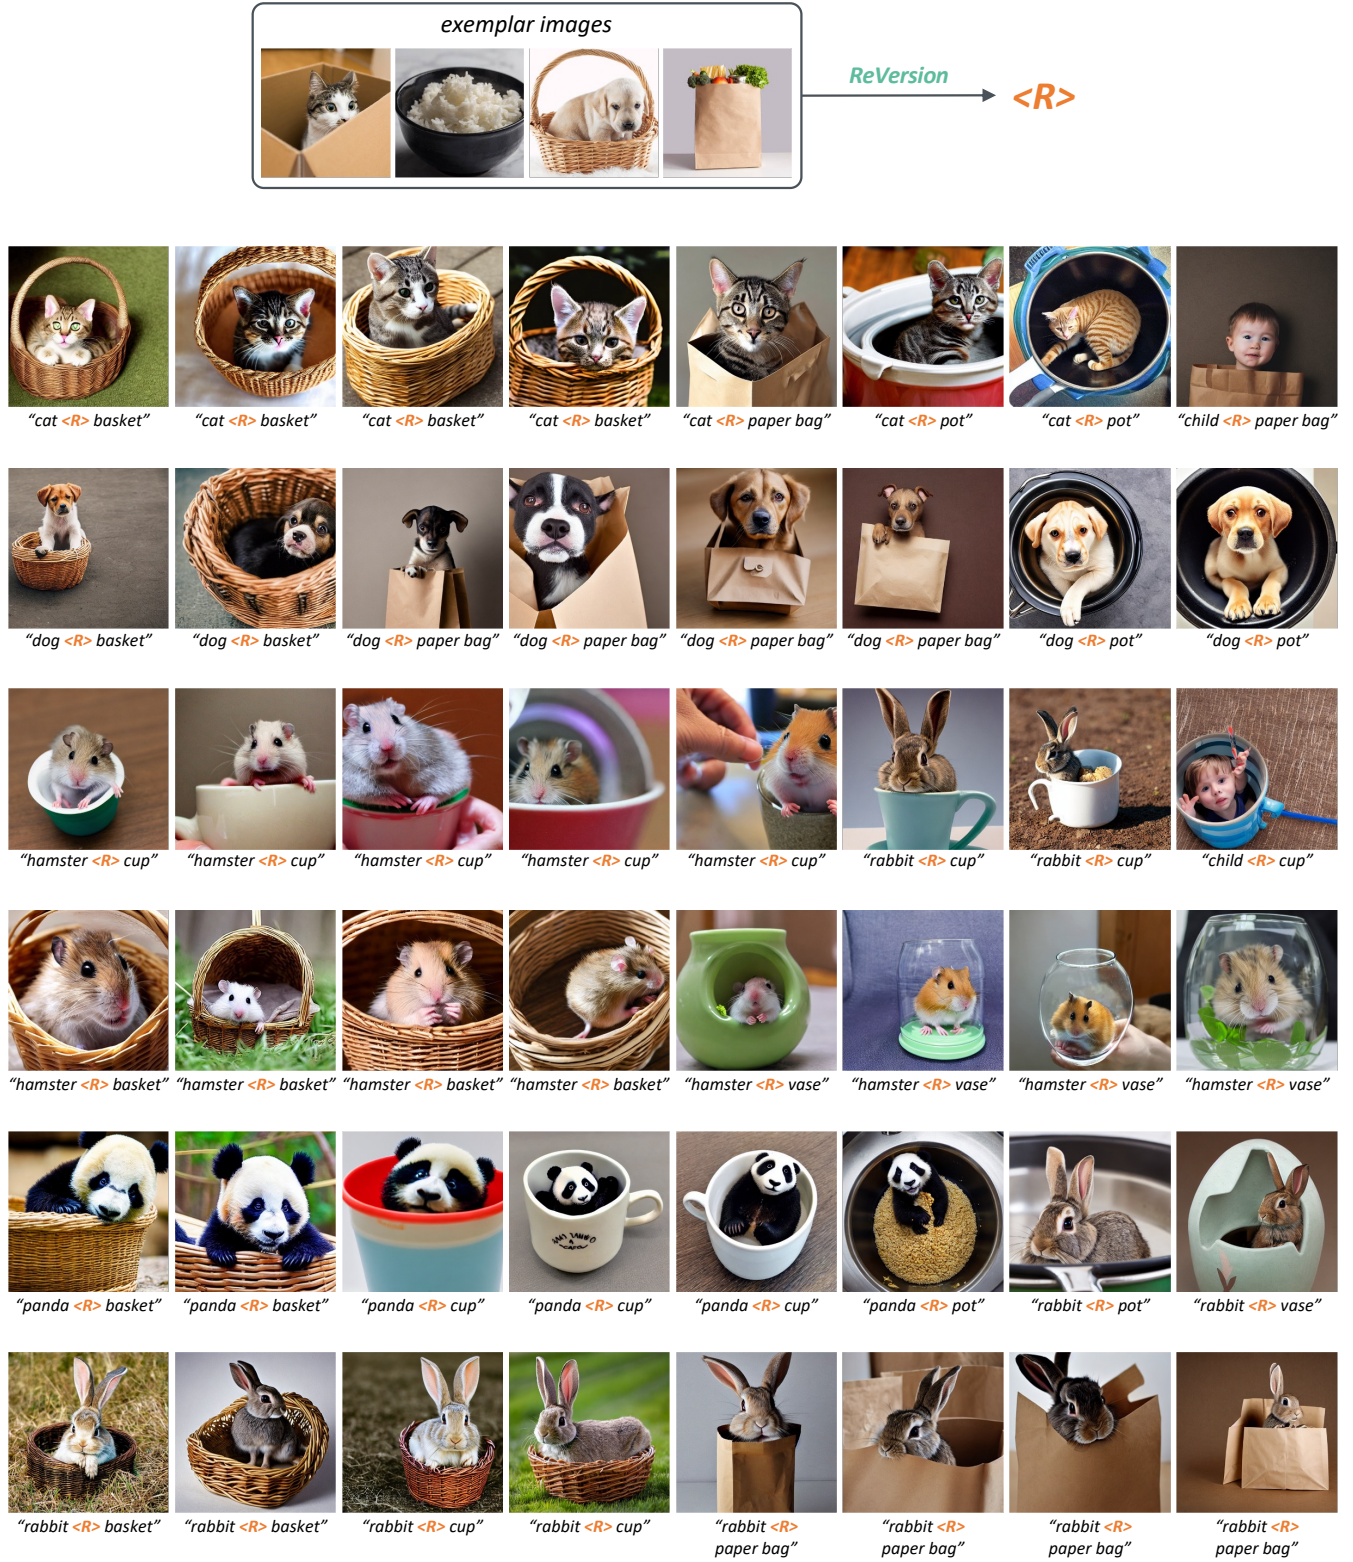 exemplar images
ReVersion
<R>
“cat <R> basket”
“cat <R> basket”
“cat <R> basket”
“cat <R> basket”
“cat <R> paper bag”
“cat <R> pot”
“cat <R> pot”
“child <R> paper bag”
“dog <R> basket”
“dog <R> basket”
“dog <R> paper bag”
“dog <R> paper bag”
“dog <R> paper bag”
“dog <R> paper bag”
“dog <R> pot”
“dog <R> pot”
“hamster <R> cup”
“hamster <R> cup”
“hamster <R> cup”
“hamster <R> cup”
“hamster <R> cup”
“rabbit <R> cup”
“rabbit <R> cup”
“child <R> cup”
“hamster <R> basket”
“hamster <R> basket”
“hamster <R> basket”
“hamster <R> basket”
“hamster <R> vase”
“hamster <R> vase”
“hamster <R> vase”
“hamster <R> vase”
“panda <R> basket”
“panda <R> basket”
“panda <R> cup”
“panda <R> cup”
“panda <R> cup”
“panda <R> pot”
“rabbit <R> pot”
“rabbit <R> vase”
“rabbit <R> basket”
“rabbit <R> basket”
“rabbit <R> cup”
“rabbit <R> cup”
“rabbit <R>
paper bag”
“rabbit <R>
paper bag”
“rabbit <R>
paper bag”
“rabbit <R>
paper bag”